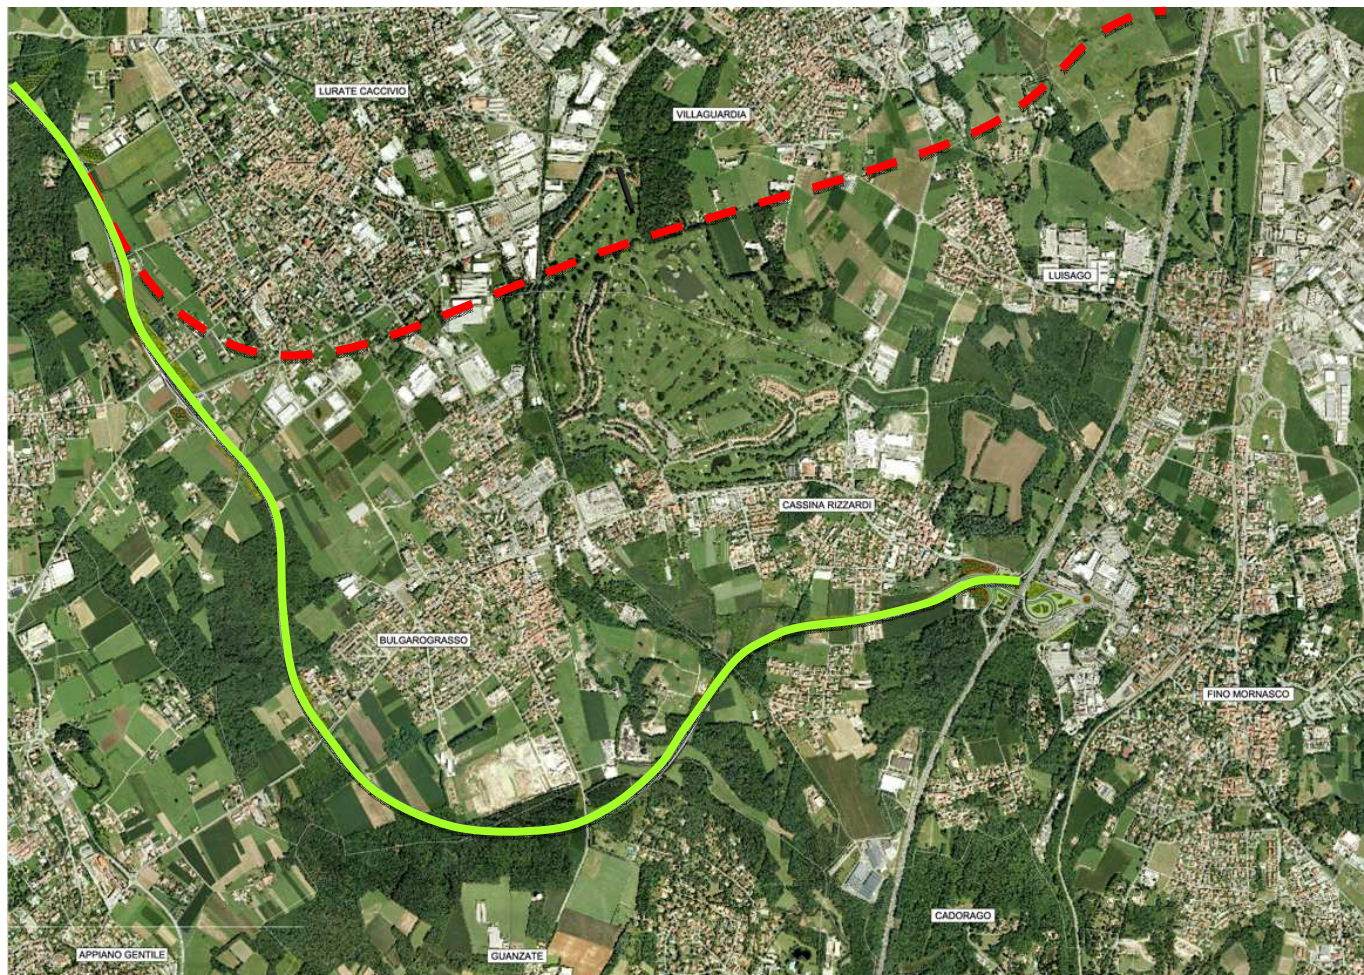 LURATE CACCIVIO
VILLAGUARDIA
LUISAGO
CASSINA RIZZARDI
BULGAROGRASSO
FINO MORNASCO
CADORAGO
APPIANO GENTILE
GUANZATE